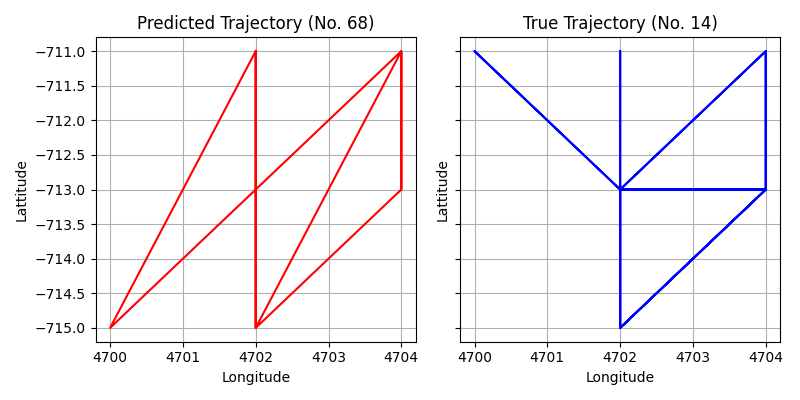 Predicted Trajectory (No. 68)
True Trajectory (No. 14)
−711.0
−711.5
−712.0
−712.5
−713.0
−713.5
−714.0
−714.5
−715.0
Lattitude
Lattitude
4700 4701 4702 4703 4704
4700 4701 4702 4703 4704
Longitude
Longitude